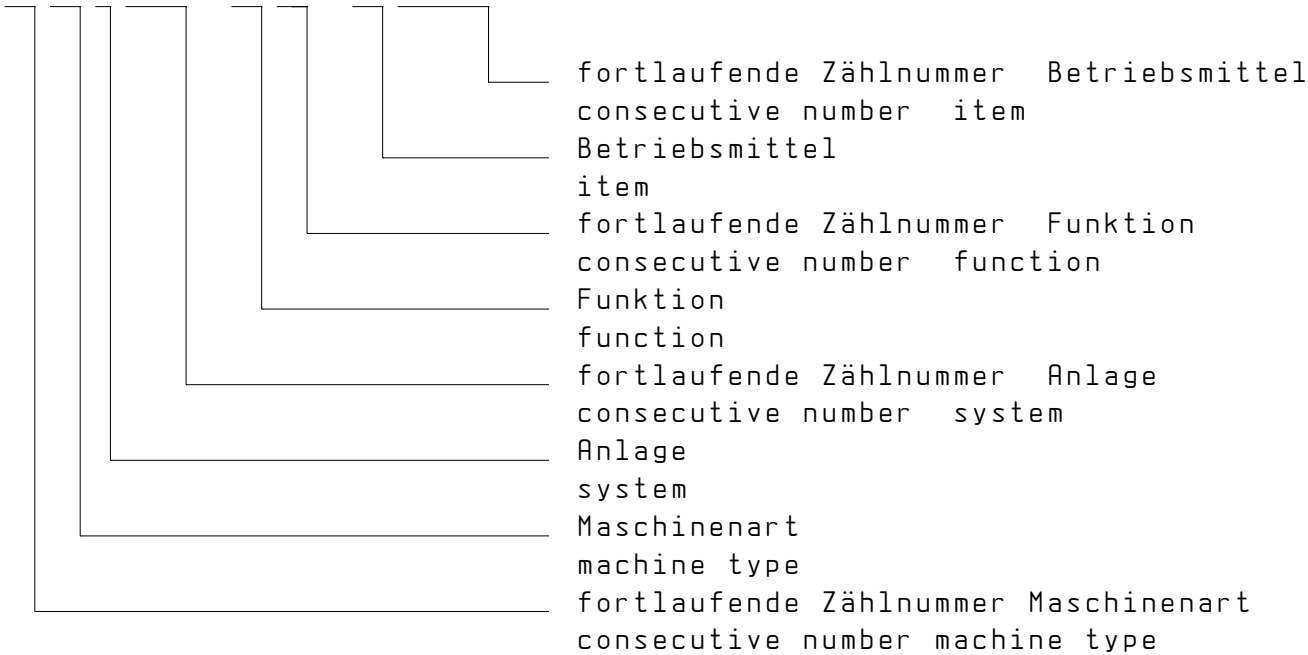 fortlaufende Zählnummer Betriebsmittel
consecutive number item
Betriebsmittel
item
fortlaufende Zählnummer Funktion
consecutive number function
Funktion
function
fortlaufende Zählnummer Anlage
consecutive number system
Anlage
system
Maschinenart
machine type
fortlaufende Zählnummer Maschinenart
consecutive number machine type